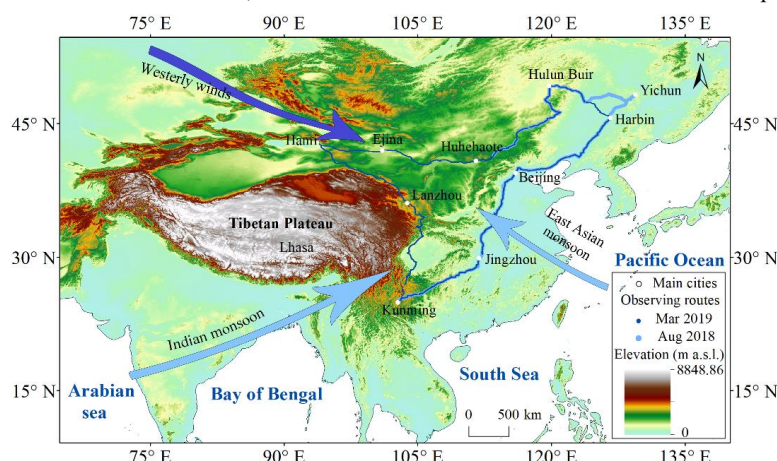 75° E 90° E 105° E 120° E 135° E
Hulun Buir
N
Westerly winds
Yichun
45° N 45° N
Hami Ejina Huhehaote Harbin
Beijing
Lanzhou
Tibetan Plateau
East Asian
monsoon
Lhasa
Pacific Ocean
30° N
Jingzhou
Main cities
Observing routes
Kunming
Mar 2019
Indian monsoon
Aug 2018
Elevation (m a.s.l.)
8848.86
South Sea
15° N 15° N
Arabian
sea
Bay of Bengal
0 500 km
0
75° E 90° E 105° E 120° E 135° E